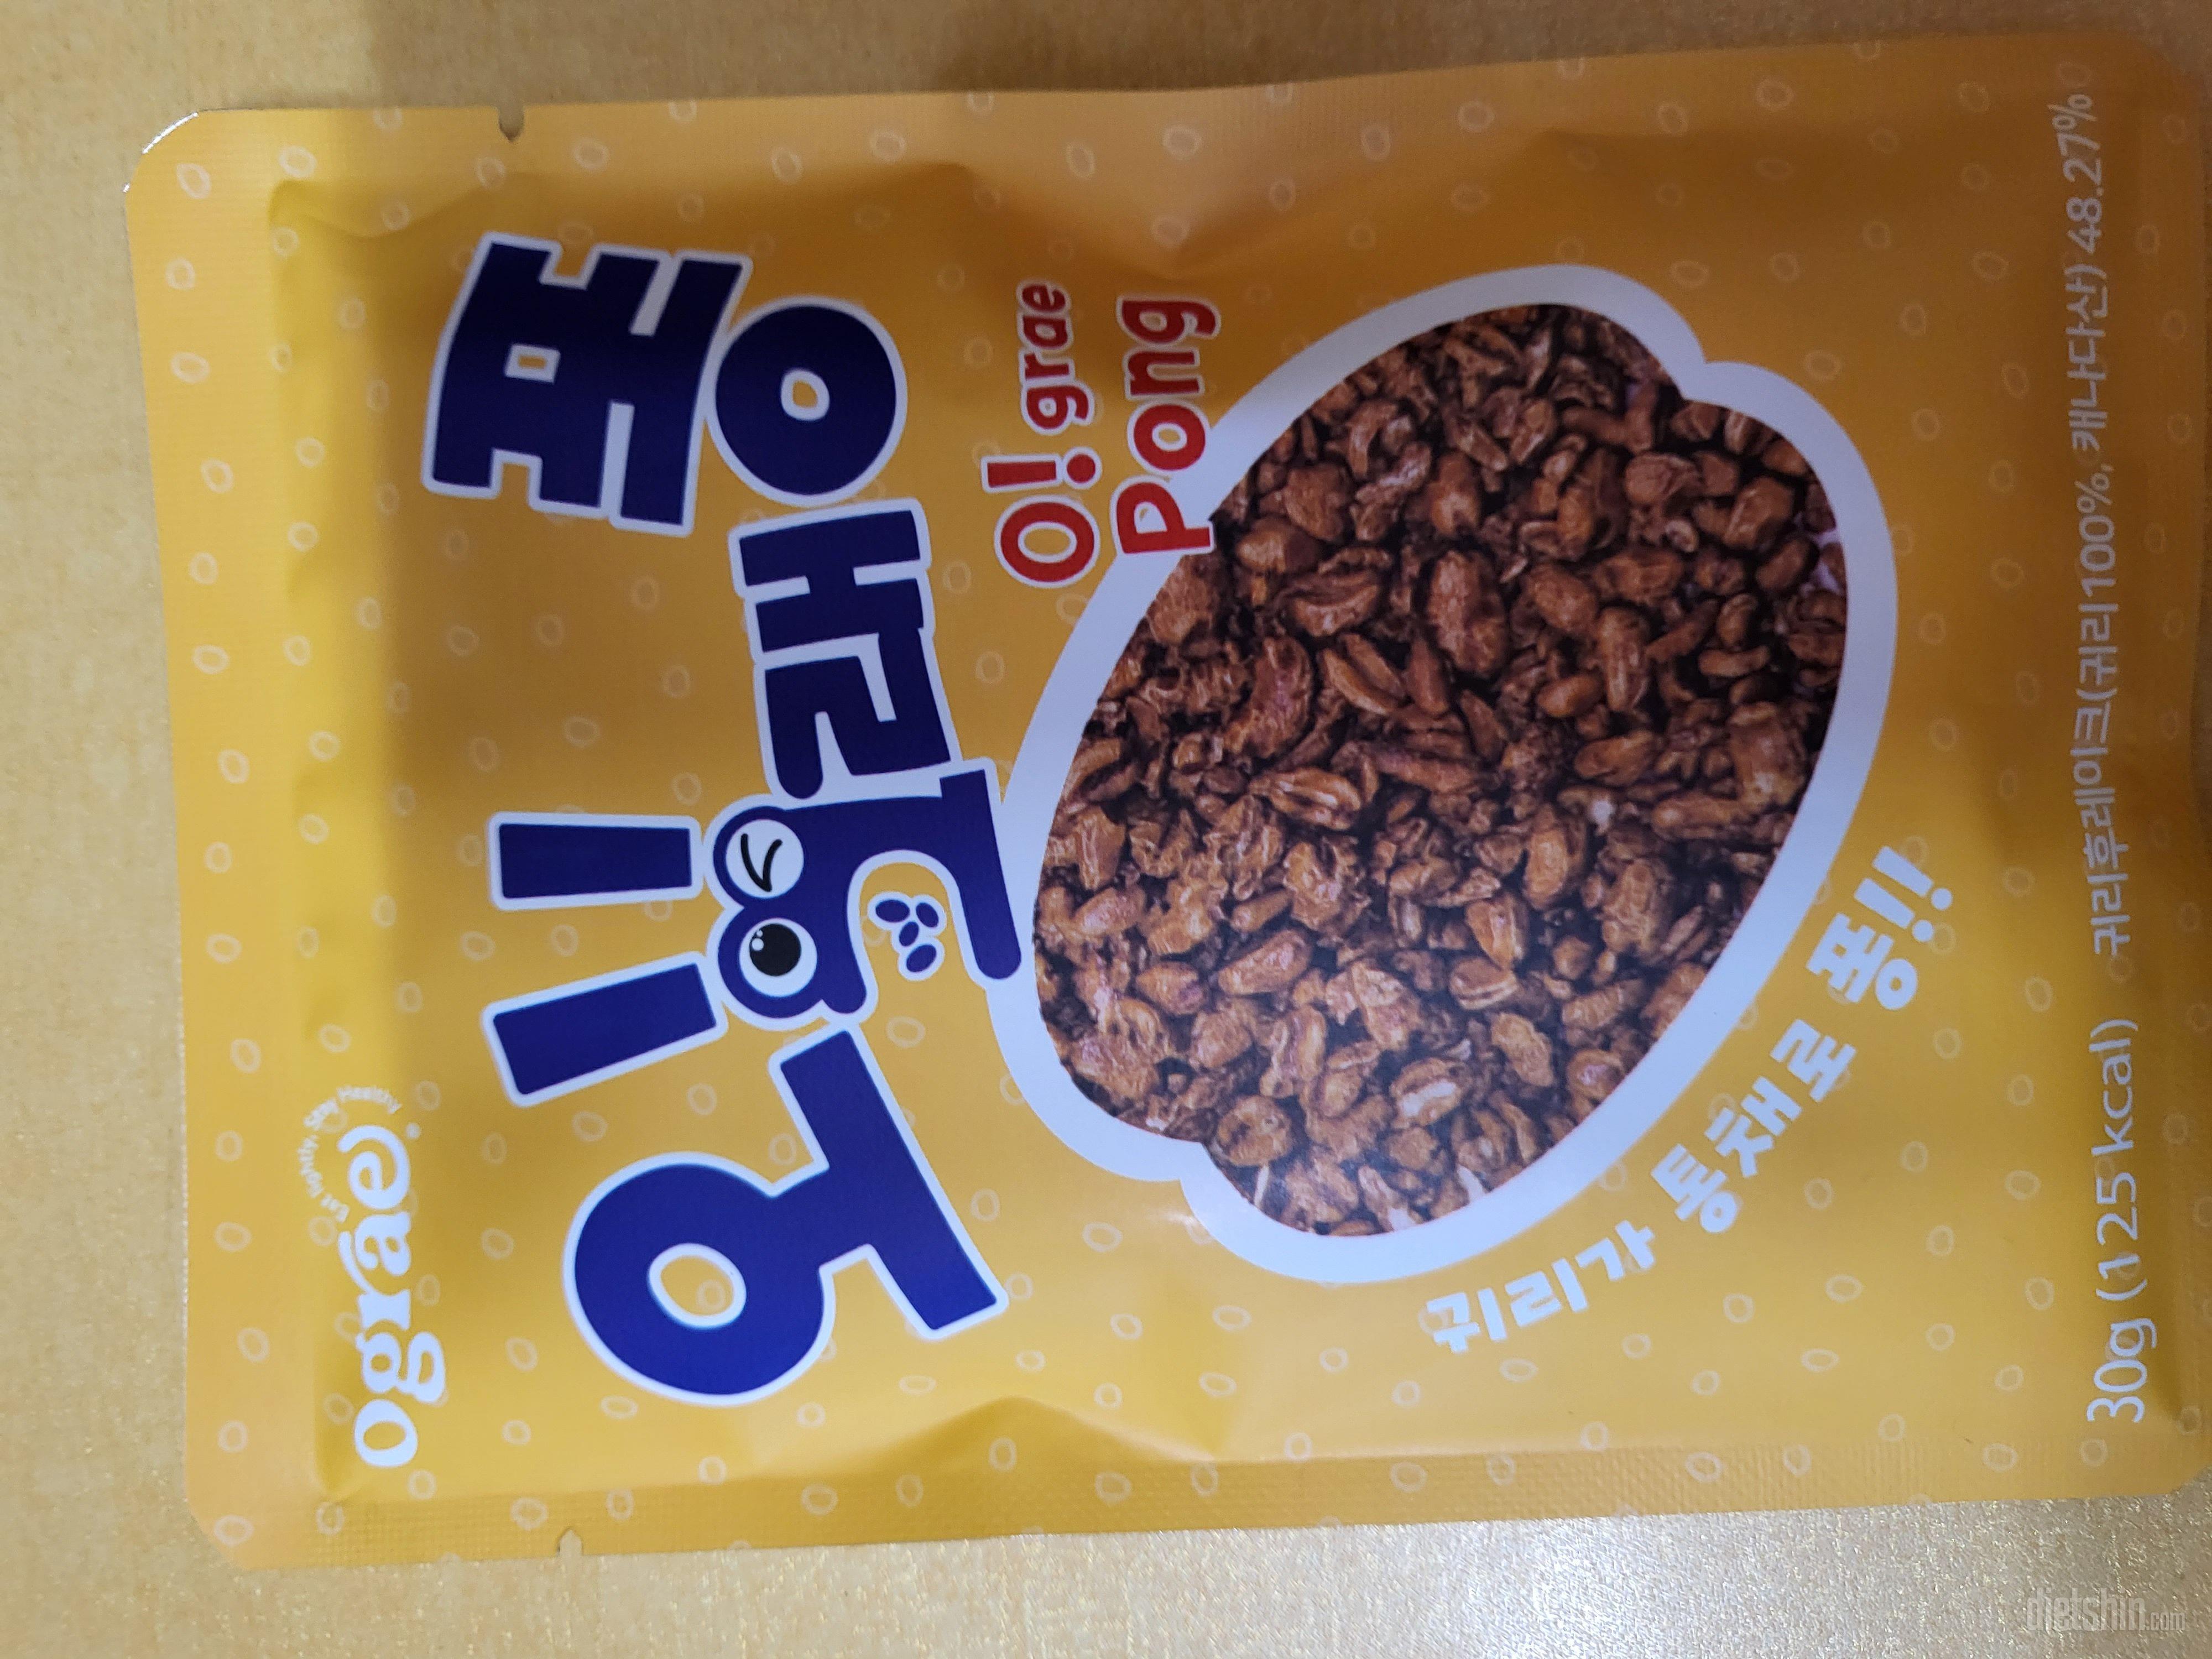 ograe
Eat lightly, Stay Healthy
오!!그래퐁
O! grae
Pong
귀리가 통채로 퐁!!
30g (125 kcal) 귀리후레이크(귀리100%, 캐나다산) 48.27%
dietshin.com